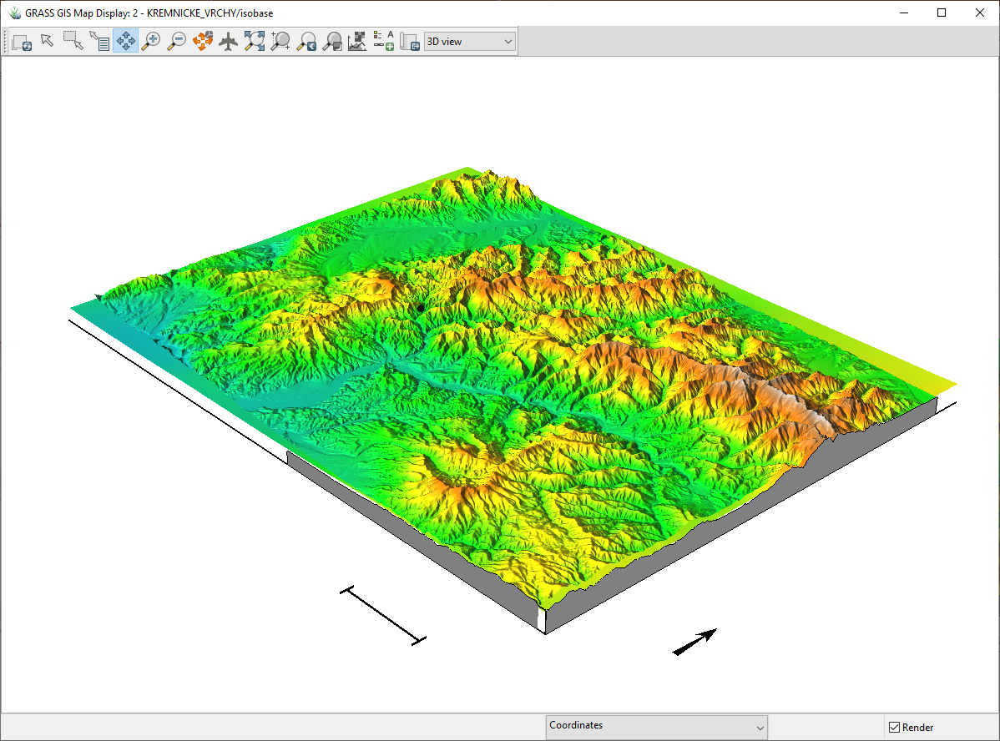 GRASS GIS Map Display: 2 - KREMNICKE_VRCHY/isobase
3D view
Coordinates
Render